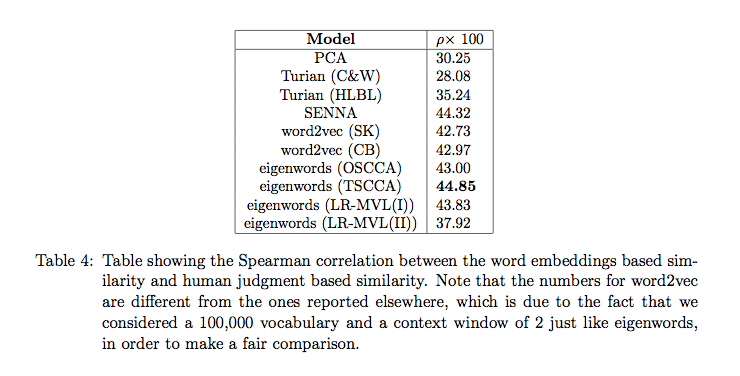 Model ρ× 100
PCA 30.25
Turian (C&W) 28.08
Turian (HLBL) 35.24
SENNA 44.32
word2vec (SK) 42.73
word2vec (CB) 42.97
eigenwords (OSCCA) 43.00
eigenwords (TSCCA) 44.85
eigenwords (LR-MVL(I)) 43.83
eigenwords (LR-MVL(II)) 37.92
Table 4: Table showing the Spearman correlation between the word embeddings based sim-
ilarity and human judgment based similarity. Note that the numbers for word2vec
are different from the ones reported elsewhere, which is due to the fact that we
considered a 100,000 vocabulary and a context window of 2 just like eigenwords,
in order to make a fair comparison.